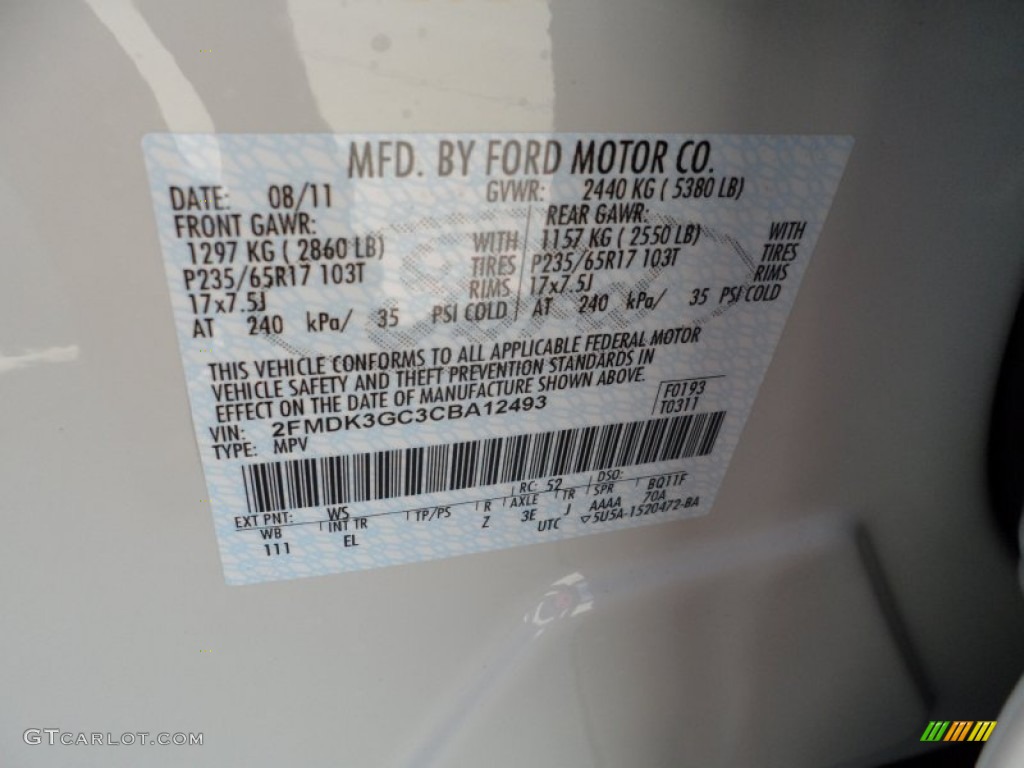 MFD. BY FORD MOTOR CO.
DATE: 08/11 GVWR: 2440 KG ( 5380 LB)
FRONT GAWR: REAR GAWR:
1297 KG ( 2860 LB) WITH 1157 KG ( 2550 LB) WITH
P235/65R17 103T TIRES P235/65R17 103T TIRES
17x7.5J RIMS 17x7.5J RIMS
AT 240 kPa/ 35 PSI COLD AT 240 kPa/ 35 PSI COLD
THIS VEHICLE CONFORMS TO ALL APPLICABLE FEDERAL MOTOR
VEHICLE SAFETY AND THEFT PREVENTION STANDARDS IN
EFFECT ON THE DATE OF MANUFACTURE SHOWN ABOVE.
VIN: 2FMDK3GC3CBA12493 F0193
TYPE: MPV T0311
EXT PNT: WS RC: 52 DSO:
WB INT TR TP/PS R AXLE TR SPR BQ11F
111 EL Z 3E J AAAA 70A
UTC ▽5U5A-1520472-BA
GTCARLOT.COM